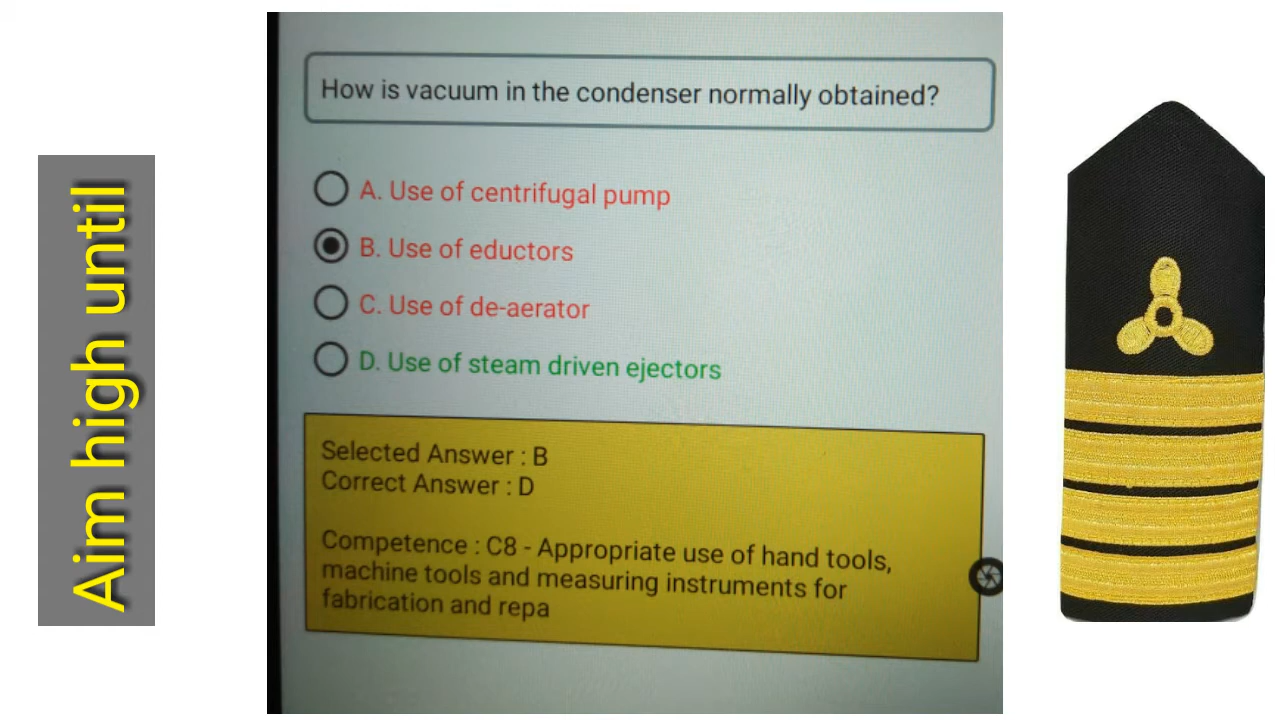 Aim high until
How is vacuum in the condenser normally obtained?
A. Use of centrifugal pump
B. Use of eductors
C. Use of de-aerator
D. Use of steam driven ejectors
Selected Answer : B
Correct Answer : D
Competence : C8 - Appropriate use of hand tools,
machine tools and measuring instruments for
fabrication and repa